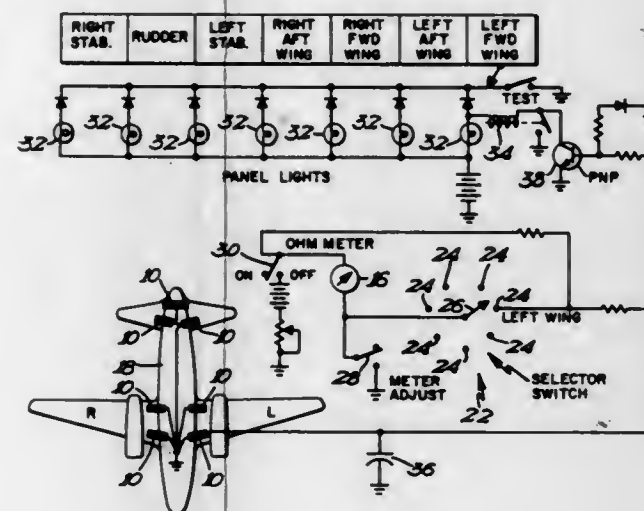 RIGHT STAB. RUDDER LEFT STAB. RIGHT AFT WING RIGHT FWD WING LEFT AFT WING LEFT FWD WING
TEST
32 32 32 32 32 32 32 34
38 PNP
PANEL LIGHTS
30 OHM METER
ON OFF 16
24 24 24 24
26
LEFT WING
24 24 24
28 METER ADJUST
22 SELECTOR SWITCH
10
10 10
18
10 10
R L
10 10
36